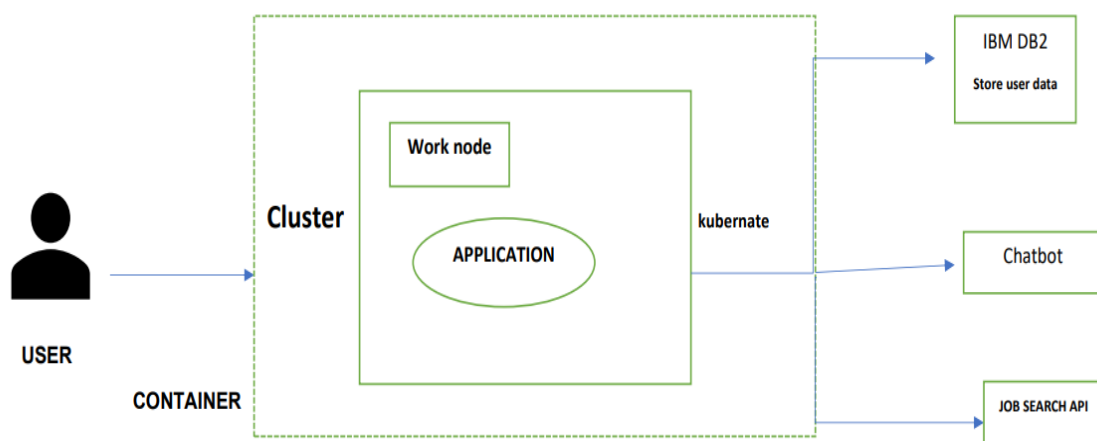 IBM DB2
Store user data
Work node
Cluster
kubernate
APPLICATION
Chatbot
USER
CONTAINER
JOB SEARCH API